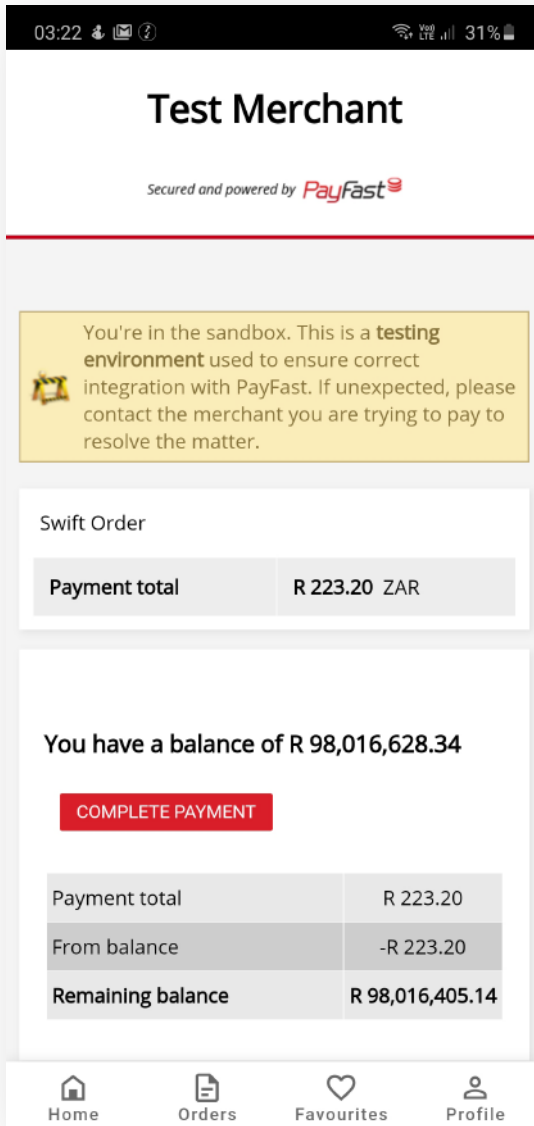 03:22 VoI) LTE 31%
Test Merchant
Secured and powered by PayFast
You're in the sandbox. This is a testing
environment used to ensure correct
integration with PayFast. If unexpected, please
contact the merchant you are trying to pay to
resolve the matter.
Swift Order
Payment total R 223.20 ZAR
You have a balance of R 98,016,628.34
COMPLETE PAYMENT
Payment total R 223.20
From balance -R 223.20
Remaining balance R 98,016,405.14
Home Orders Favourites Profile